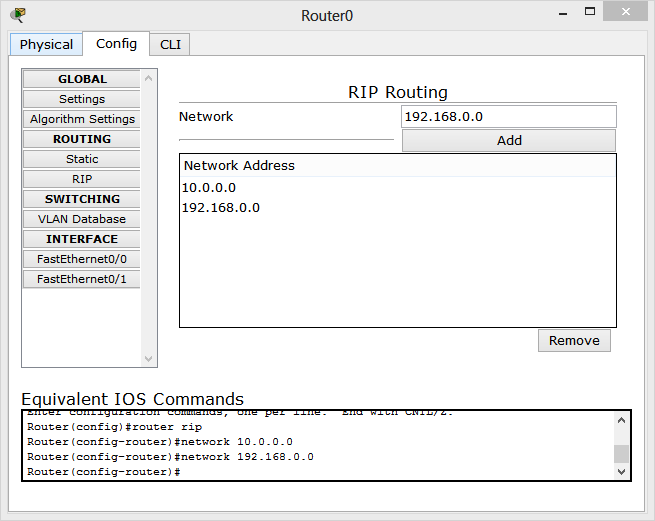 Router0
Physical Config CLI
GLOBAL
Settings
Algorithm Settings
ROUTING
Static
RIP
SWITCHING
VLAN Database
INTERFACE
FastEthernet0/0
FastEthernet0/1
RIP Routing
Network 192.168.0.0
Add
Network Address
10.0.0.0
192.168.0.0
Remove
Equivalent IOS Commands
Enter configuration commands, one per line. End with CNTL/Z.
Router(config)#router rip
Router(config-router)#network 10.0.0.0
Router(config-router)#network 192.168.0.0
Router(config-router)#